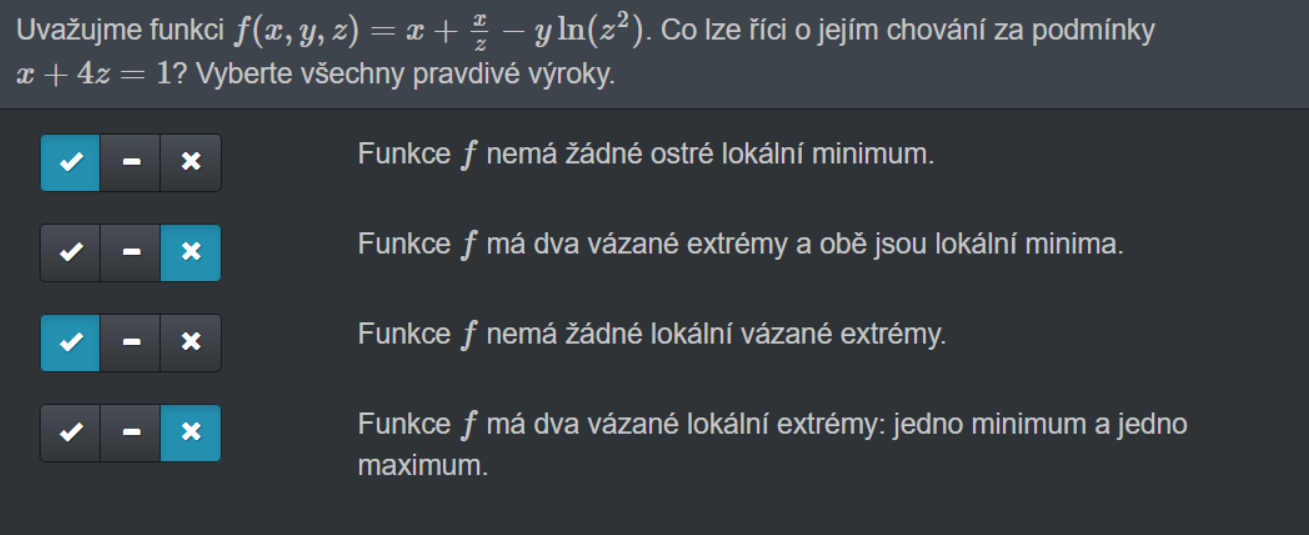 Uvažujme funkci f(x, y, z) = x + x/z − y ln(z²). Co lze říci o jejím chování za podmínky
x + 4z = 1? Vyberte všechny pravdivé výroky.
Funkce f nemá žádné ostré lokální minimum.
Funkce f má dva vázané extrémy a obě jsou lokální minima.
Funkce f nemá žádné lokální vázané extrémy.
Funkce f má dva vázané lokální extrémy: jedno minimum a jedno
maximum.